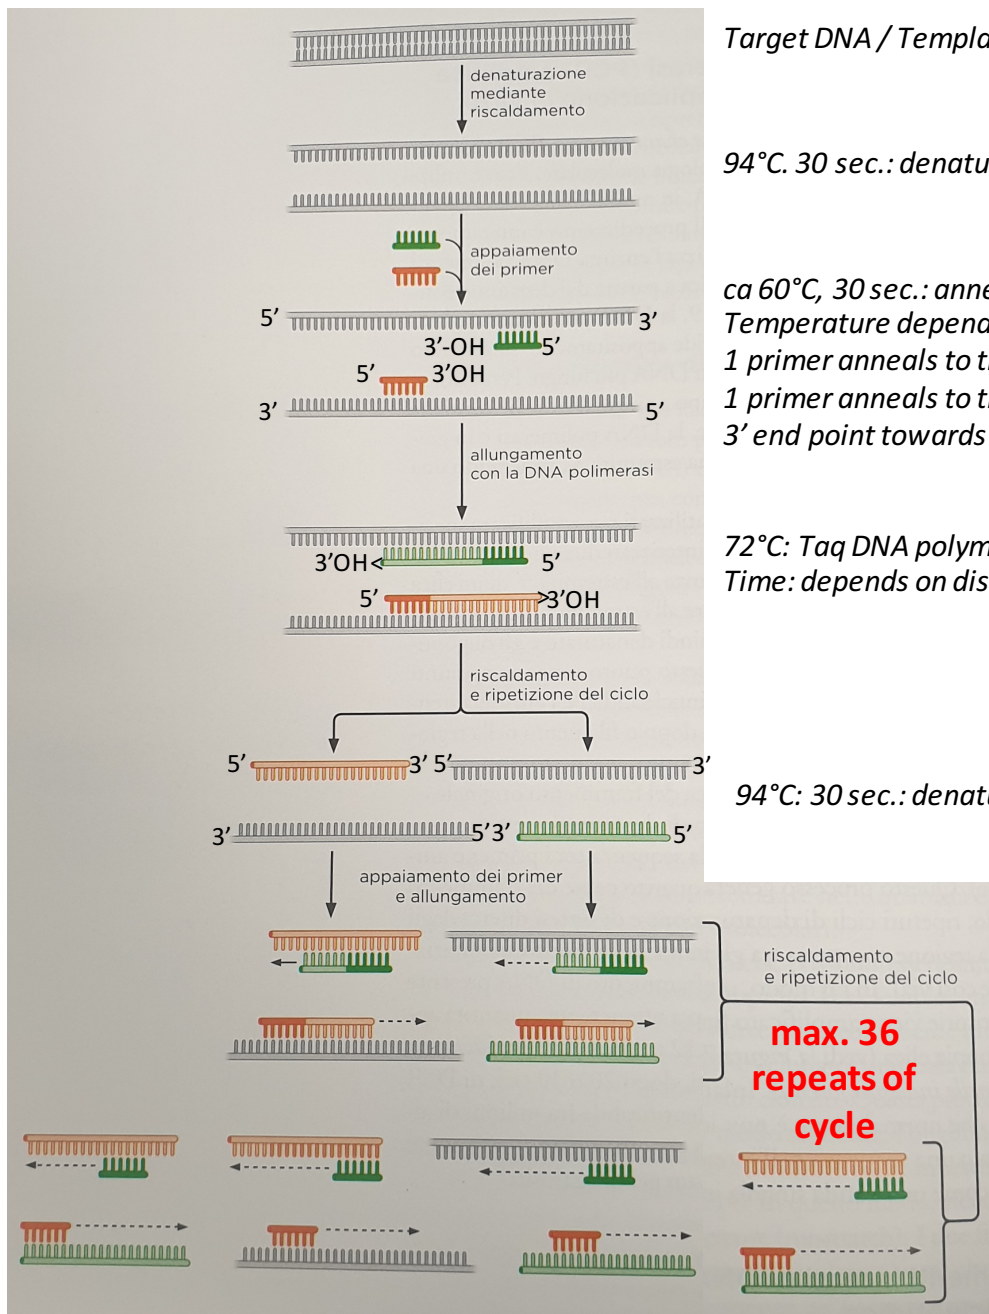 Target DNA / Templa
denaturazione
mediante
riscaldamento
94°C. 30 sec.: denatu
appaiamento
dei primer
ca 60°C, 30 sec.: anne
5' 3'
Temperature depend
3'-OH 5'
1 primer anneals to t
5' 3'OH
1 primer anneals to t
3' 5'
3' end point towards
allungamento
con la DNA polimerasi
72°C: Taq DNA polym
3'OH< 5'
Time: depends on dis
5' >3'OH
riscaldamento
e ripetizione del ciclo
5' 3' 5' 3'
94°C: 30 sec.: denatu
3' 5' 3' 5'
appaiamento dei primer
e allungamento
riscaldamento
e ripetizione del ciclo
max. 36
repeats of
cycle